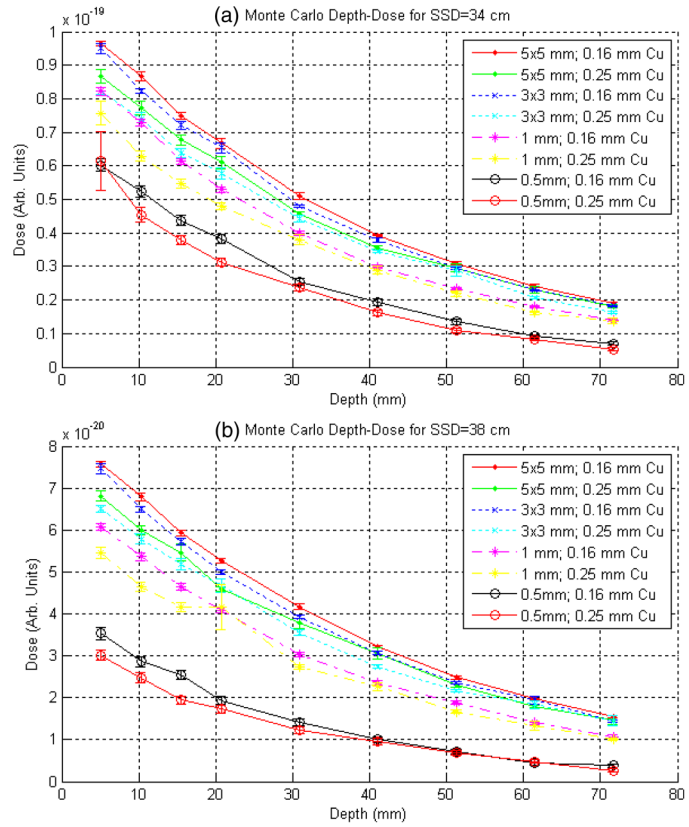 (a) Monte Carlo Depth-Dose for SSD=34 cm
x 10^-19
1
0.9
0.8
0.7
0.6
0.5
0.4
0.3
0.2
0.1
0
Dose (Arb. Units)
5x5 mm; 0.16 mm Cu
5x5 mm; 0.25 mm Cu
3x3 mm; 0.16 mm Cu
3x3 mm; 0.25 mm Cu
1 mm; 0.16 mm Cu
1 mm; 0.25 mm Cu
0.5mm; 0.16 mm Cu
0.5mm; 0.25 mm Cu
0 10 20 30 40 50 60 70 80
Depth (mm)
(b) Monte Carlo Depth-Dose for SSD=38 cm
x 10^-20
8
7
6
5
4
3
2
1
0
Dose (Arb. Units)
5x5 mm; 0.16 mm Cu
5x5 mm; 0.25 mm Cu
3x3 mm; 0.16 mm Cu
3x3 mm; 0.25 mm Cu
1 mm; 0.16 mm Cu
1 mm; 0.25 mm Cu
0.5mm; 0.16 mm Cu
0.5mm; 0.25 mm Cu
0 10 20 30 40 50 60 70 80
Depth (mm)